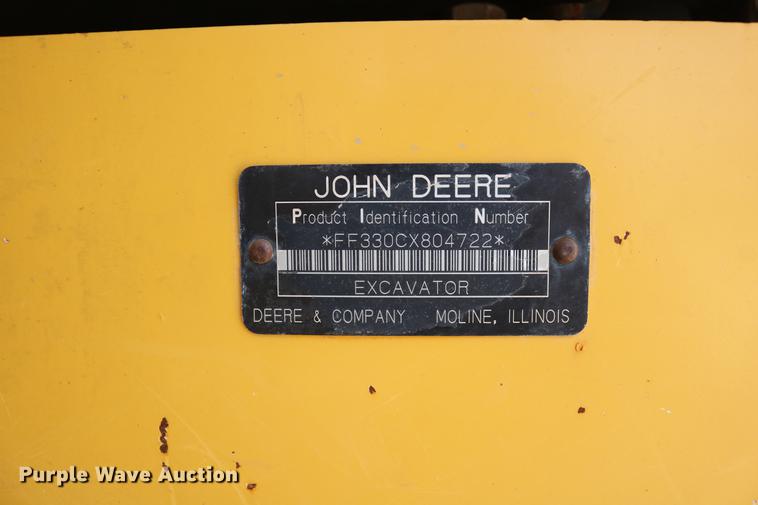 JOHN DEERE
Product Identification Number
*FF330CX804722*
EXCAVATOR
DEERE & COMPANY MOLINE, ILLINOIS
Purple Wave Auction